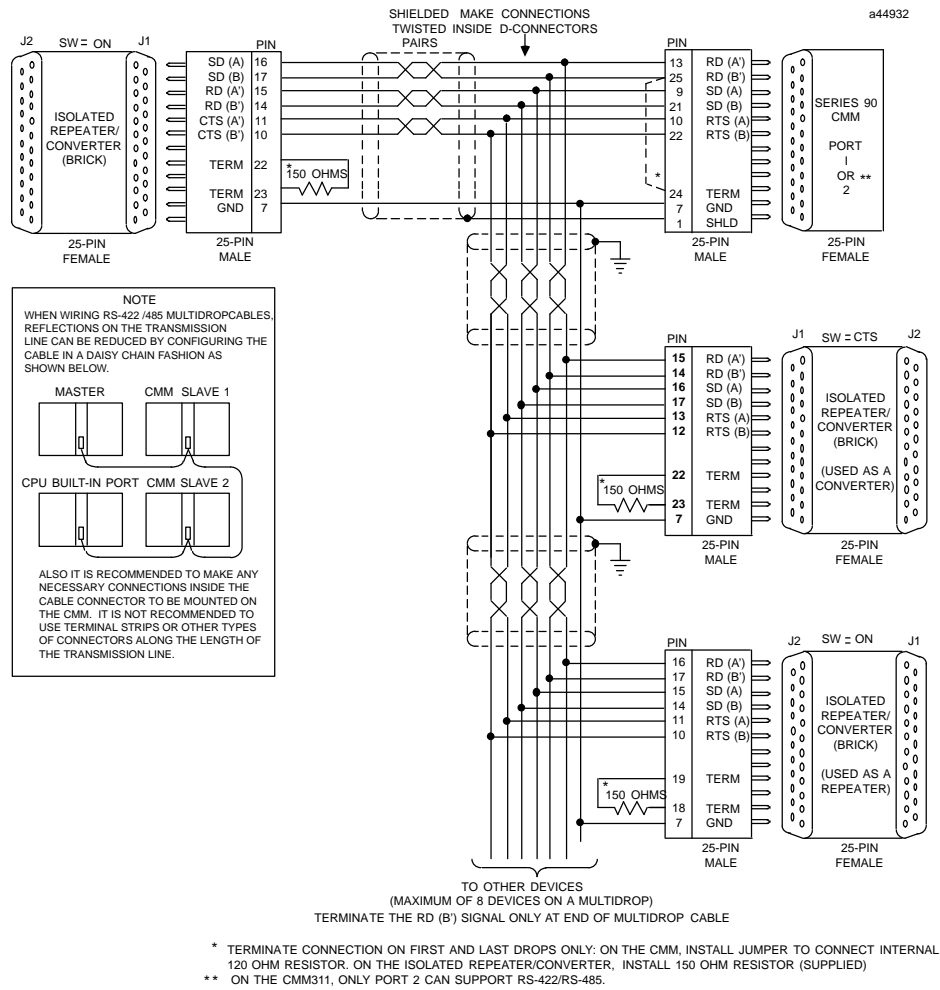 SHIELDED MAKE CONNECTIONS
TWISTED INSIDE D-CONNECTORS
PAIRS
a44932
J2 SW = ON J1
ISOLATED
REPEATER/
CONVERTER
(BRICK)
25-PIN
FEMALE
PIN
SD (A) 16
SD (B) 17
RD (A') 15
RD (B') 14
CTS (A') 11
CTS (B') 10
TERM 22
TERM 23
GND 7
* 150 OHMS
25-PIN
MALE
PIN
13 RD (A')
25 RD (B')
9 SD (A)
21 SD (B)
10 RTS (A)
22 RTS (B)
*
24 TERM
7 GND
1 SHLD
25-PIN
MALE
SERIES 90
CMM
PORT
I
OR **
2
25-PIN
FEMALE
NOTE
WHEN WIRING RS-422 /485 MULTIDROPCABLES,
REFLECTIONS ON THE TRANSMISSION
LINE CAN BE REDUCED BY CONFIGURING THE
CABLE IN A DAISY CHAIN FASHION AS
SHOWN BELOW.
MASTER CMM SLAVE 1
CPU BUILT-IN PORT CMM SLAVE 2
ALSO IT IS RECOMMENDED TO MAKE ANY
NECESSARY CONNECTIONS INSIDE THE
CABLE CONNECTOR TO BE MOUNTED ON
THE CMM. IT IS NOT RECOMMENDED TO
USE TERMINAL STRIPS OR OTHER TYPES
OF CONNECTORS ALONG THE LENGTH OF
THE TRANSMISSION LINE.
PIN
15 RD (A')
14 RD (B')
16 SD (A)
17 SD (B)
13 RTS (A)
12 RTS (B)
22 TERM
* 150 OHMS
23 TERM
7 GND
25-PIN
MALE
J1 SW = CTS J2
ISOLATED
REPEATER/
CONVERTER
(BRICK)
(USED AS A
CONVERTER)
25-PIN
FEMALE
PIN
16 RD (A')
17 RD (B')
15 SD (A)
14 SD (B)
11 RTS (A)
10 RTS (B)
19 TERM
* 150 OHMS
18 TERM
7 GND
25-PIN
MALE
J2 SW = ON J1
ISOLATED
REPEATER/
CONVERTER
(BRICK)
(USED AS A
REPEATER)
25-PIN
FEMALE
TO OTHER DEVICES
(MAXIMUM OF 8 DEVICES ON A MULTIDROP)
TERMINATE THE RD (B') SIGNAL ONLY AT END OF MULTIDROP CABLE
* TERMINATE CONNECTION ON FIRST AND LAST DROPS ONLY: ON THE CMM, INSTALL JUMPER TO CONNECT INTERNAL
120 OHM RESISTOR. ON THE ISOLATED REPEATER/CONVERTER, INSTALL 150 OHM RESISTOR (SUPPLIED)
** ON THE CMM311, ONLY PORT 2 CAN SUPPORT RS-422/RS-485.